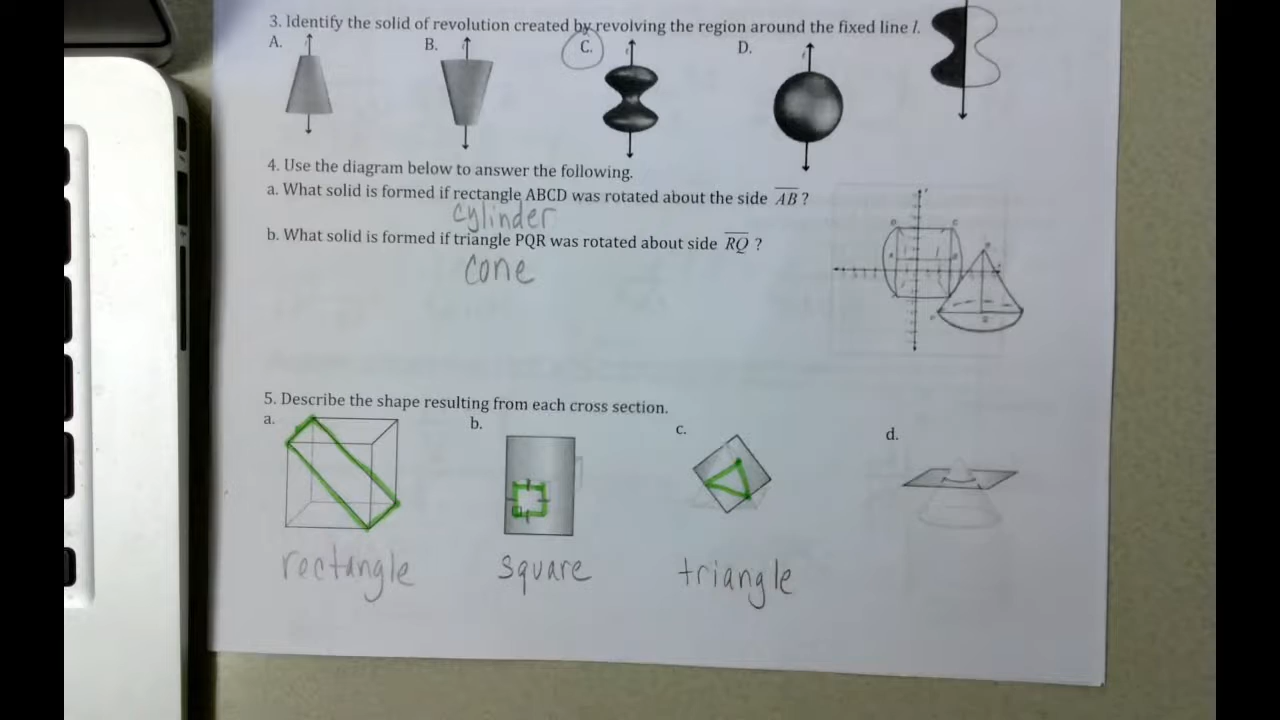 3. Identify the solid of revolution created by revolving the region around the fixed line l.
A. B. C. D.
4. Use the diagram below to answer the following.
a. What solid is formed if rectangle ABCD was rotated about the side AB ?
cylinder
b. What solid is formed if triangle PQR was rotated about side RQ ?
cone
5. Describe the shape resulting from each cross section.
a. b. c. d.
rectangle square triangle